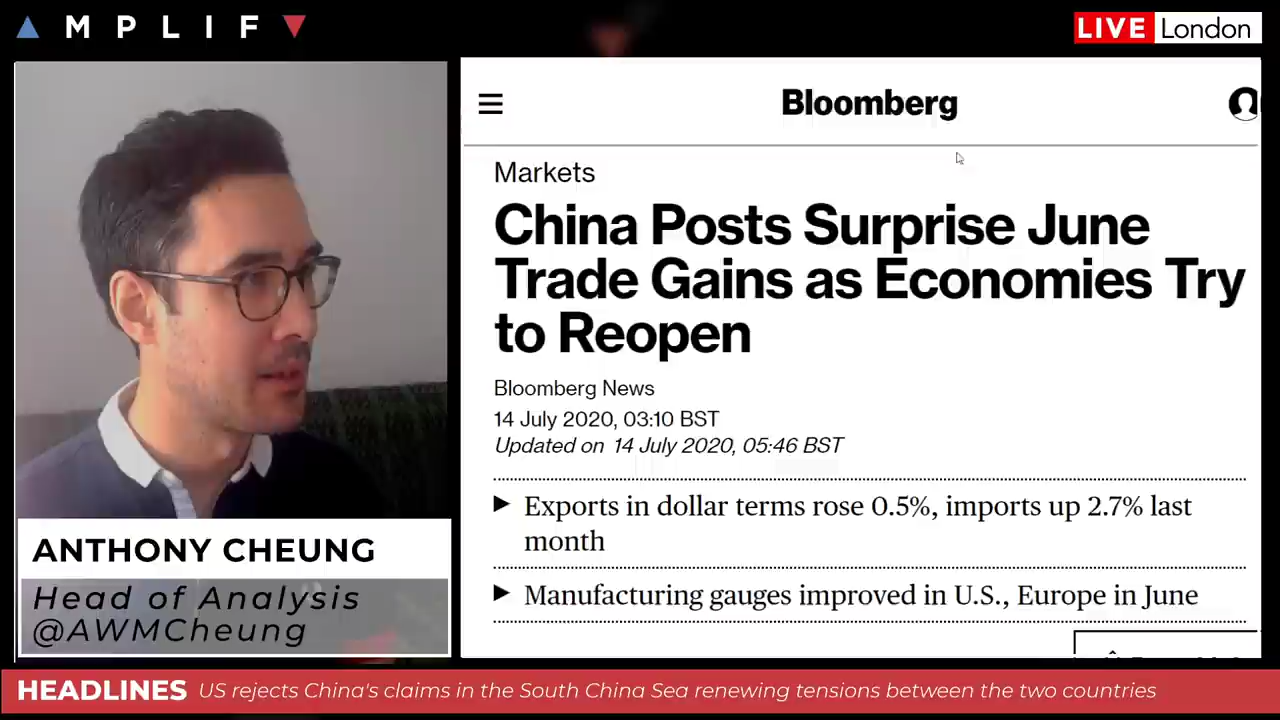 AMPLIFY
LIVE London
Bloomberg
Markets
China Posts Surprise June
Trade Gains as Economies Try
to Reopen
Bloomberg News
14 July 2020, 03:10 BST
Updated on 14 July 2020, 05:46 BST
Exports in dollar terms rose 0.5%, imports up 2.7% last
month
Manufacturing gauges improved in U.S., Europe in June
ANTHONY CHEUNG
Head of Analysis
@AWMCheung
HEADLINES US rejects China's claims in the South China Sea renewing tensions between the two countries